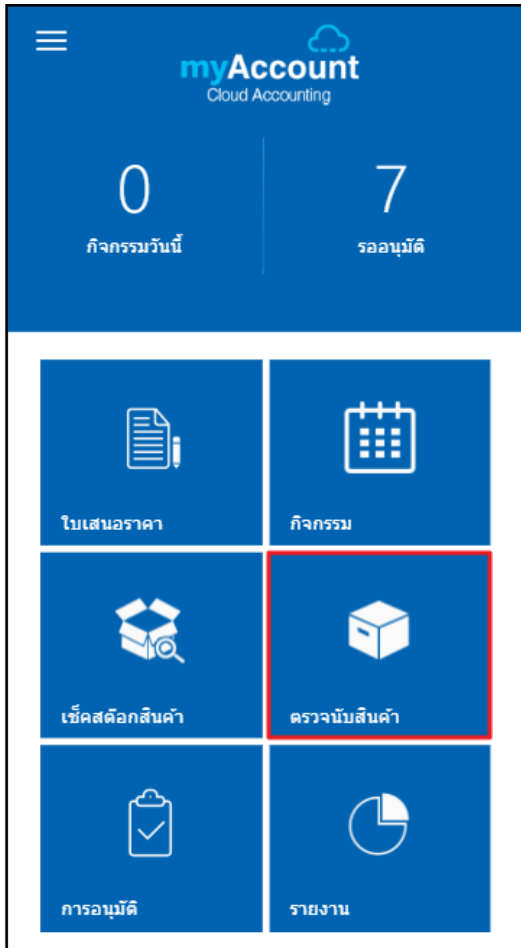 myAccount
Cloud Accounting
0
7
กิจกรรมวันนี้
รออนุมัติ
ใบเสนอราคา
กิจกรรม
เช็คสต๊อกสินค้า
ตรวจนับสินค้า
การอนุมัติ
รายงาน